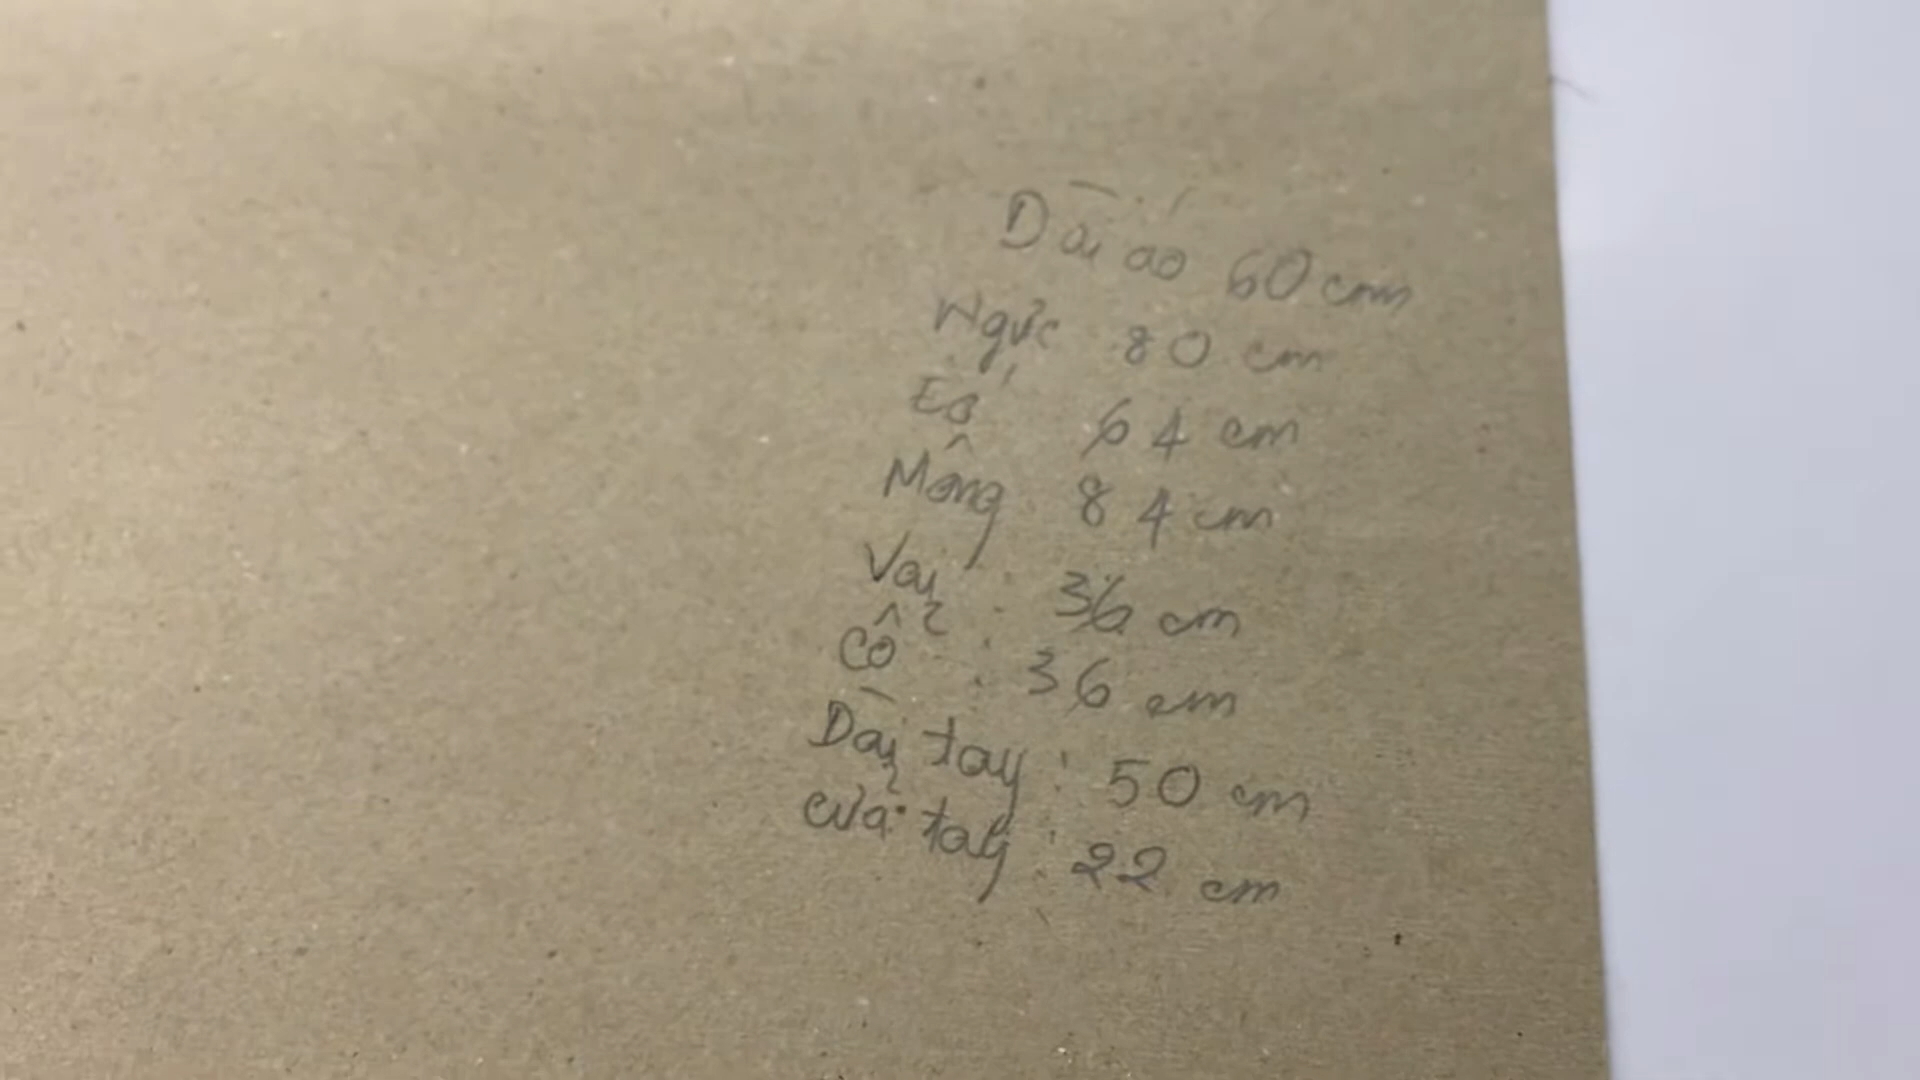 Dài áo 60 cm
Ngực 80 cm
Eo 64 cm
Mông 84 cm
Vai : 36 cm
Cổ : 36 cm
Dài tay : 50 cm
cửa tay : 22 cm